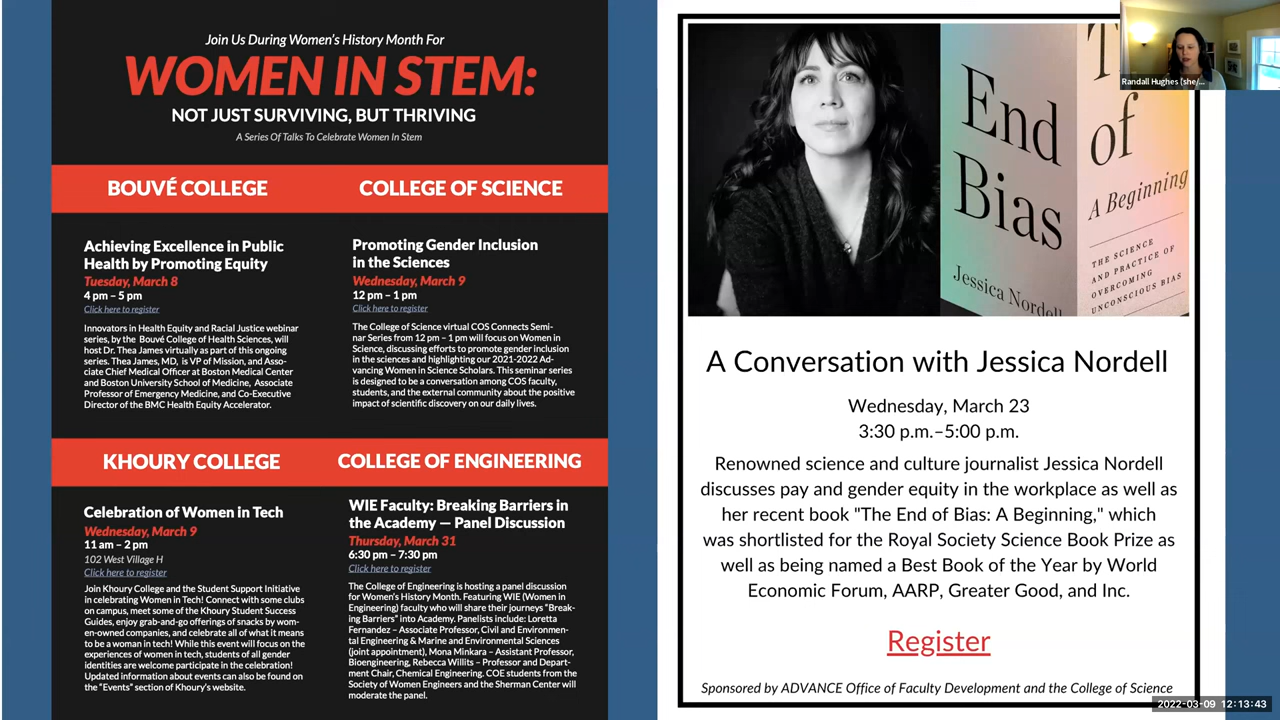 Join Us During Women's History Month For
WOMEN IN STEM:
NOT JUST SURVIVING, BUT THRIVING
A Series Of Talks To Celebrate Women In Stem
BOUVÉ COLLEGE
Achieving Excellence in Public
Health by Promoting Equity
Tuesday, March 8
4 pm – 5 pm
Click here to register
Innovators in Health Equity and Racial Justice webinar
series, by the Bouvé College of Health Sciences, will
host Dr. Thea James virtually as part of this ongoing
series. Thea James, MD, is VP of Mission, and Asso-
ciate Chief Medical Officer at Boston Medical Center
and Boston University School of Medicine, Associate
Professor of Emergency Medicine, and Co-Executive
Director of the BMC Health Equity Accelerator.
COLLEGE OF SCIENCE
Promoting Gender Inclusion
in the Sciences
Wednesday, March 9
12 pm – 1 pm
Click here to register
The College of Science virtual COS Connects Semi-
nar Series from 12 pm – 1 pm will focus on Women in
Science, discussing efforts to promote gender inclusion
in the sciences and highlighting our 2021-2022 Ad-
vancing Women in Science Scholars. This seminar series
is designed to be a conversation among COS faculty,
students, and the external community about the positive
impact of scientific discovery on our daily lives.
KHOURY COLLEGE
Celebration of Women in Tech
Wednesday, March 9
11 am – 2 pm
102 West Village H
Click here to register
Join Khoury College and the Student Support Initiative
in celebrating Women in Tech! Connect with some clubs
on campus, meet some of the Khoury Student Success
Guides, enjoy grab-and-go offerings of snacks by wom-
en-owned companies, and celebrate all of what it means
to be a woman in tech! While this event will focus on the
experiences of women in tech, students of all gender
identities are welcome participate in the celebration!
Updated information about events can also be found on
the "Events" section of Khoury's website.
COLLEGE OF ENGINEERING
WIE Faculty: Breaking Barriers in
the Academy — Panel Discussion
Thursday, March 31
6:30 pm – 7:30 pm
Click here to register
The College of Engineering is hosting a panel discussion
for Women's History Month. Featuring WIE (Women in
Engineering) faculty who will share their journeys "Break-
ing Barriers" into Academy. Panelists include: Loretta
Fernandez – Associate Professor, Civil and Environmen-
tal Engineering & Marine and Environmental Sciences
(joint appointment), Mona Minkara – Assistant Professor,
Bioengineering, Rebecca Willits – Professor and Depart-
ment Chair, Chemical Engineering. COE students from the
Society of Women Engineers and the Sherman Center will
moderate the panel.
End
Bias
Jessica Nordell
T
of
A Beginning
THE SCIENCE
AND PRACTICE OF
OVERCOMING
UNCONSCIOUS BIAS
Randall Hughes (she/...
A Conversation with Jessica Nordell
Wednesday, March 23
3:30 p.m.–5:00 p.m.
Renowned science and culture journalist Jessica Nordell
discusses pay and gender equity in the workplace as well as
her recent book "The End of Bias: A Beginning," which
was shortlisted for the Royal Society Science Book Prize as
well as being named a Best Book of the Year by World
Economic Forum, AARP, Greater Good, and Inc.
Register
Sponsored by ADVANCE Office of Faculty Development and the College of Science
2022-03-09 12:13:43